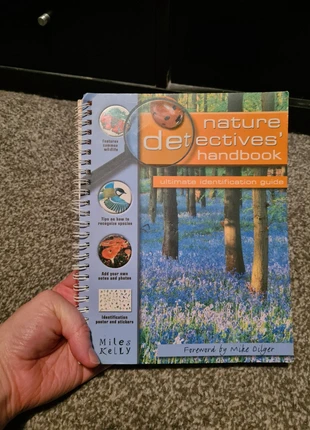 nature
detectives'
handbook
ultimate identification guide
Features
common
wildlife
Tips on how to
recognize species
Add your own
notes and photos
Identification
poster and stickers
Miles
Kelly
Foreword by Mike Dilger